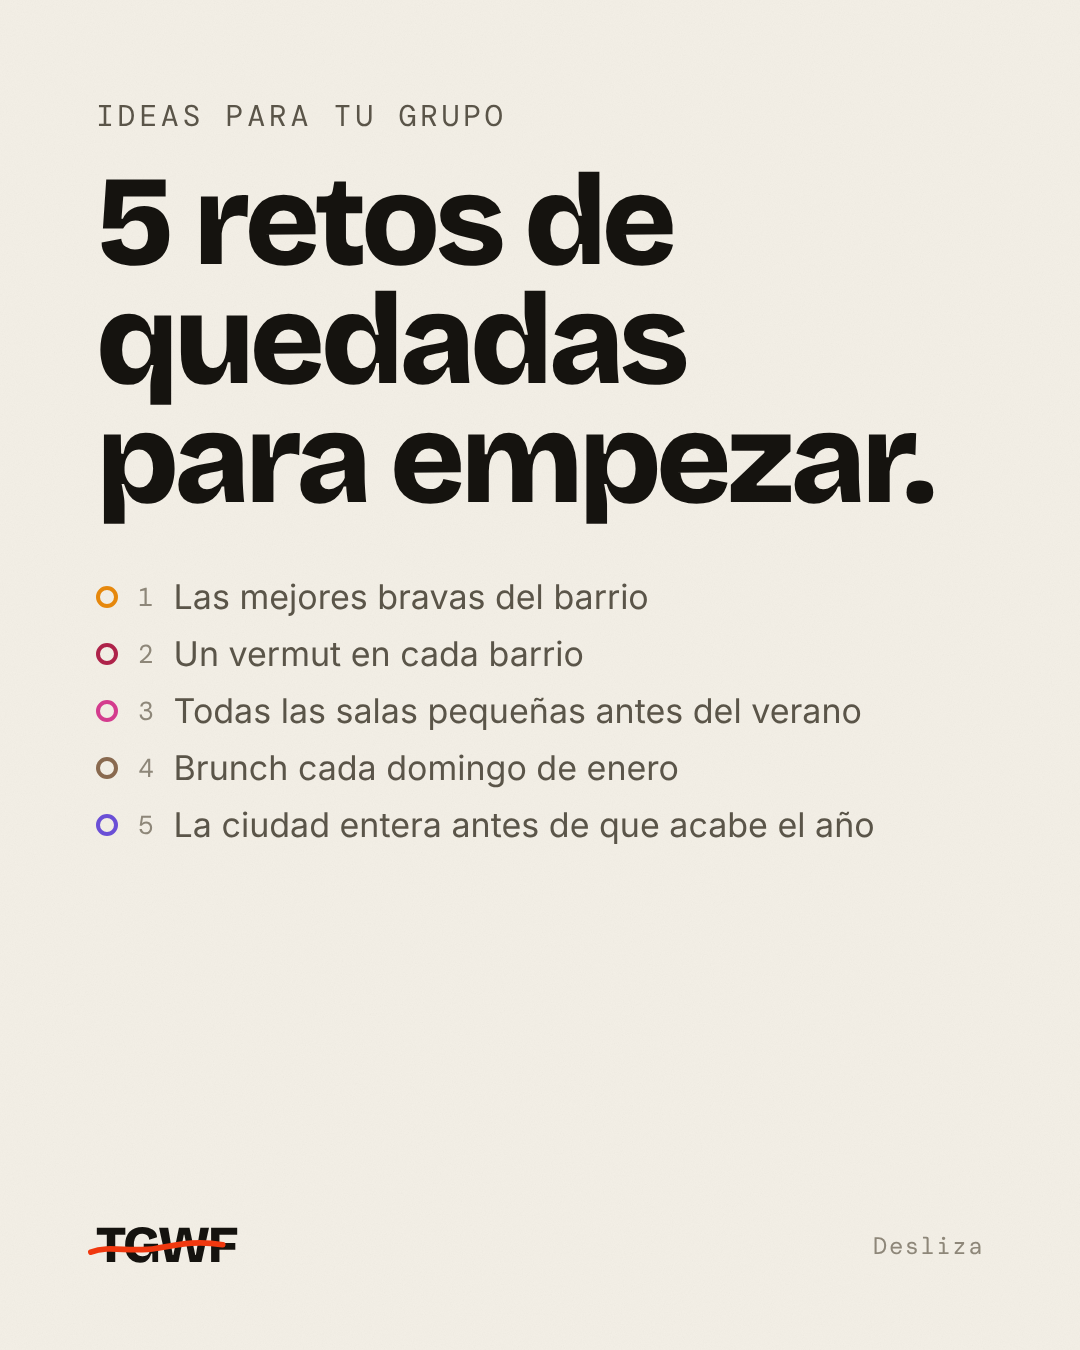 IDEAS PARA TU GRUPO
5 retos de
quedadas
para empezar.
1 Las mejores bravas del barrio
2 Un vermut en cada barrio
3 Todas las salas pequeñas antes del verano
4 Brunch cada domingo de enero
5 La ciudad entera antes de que acabe el año
TGWF
Desliza